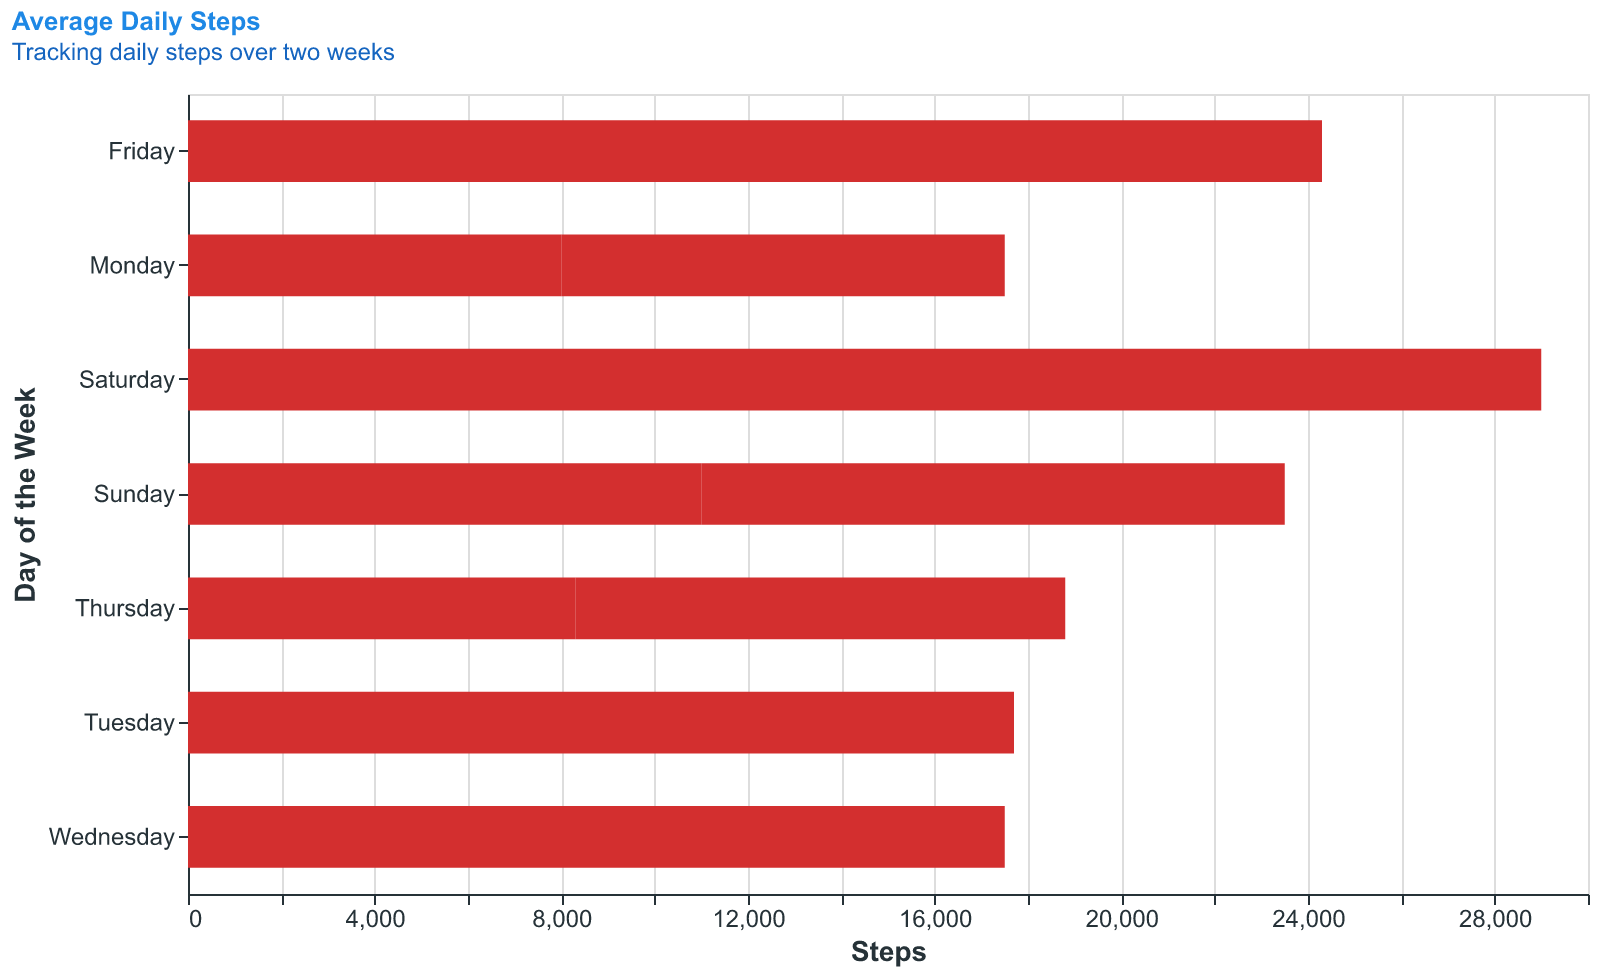 Average Daily Steps
Tracking daily steps over two weeks
Day of the Week
Friday
Monday
Saturday
Sunday
Thursday
Tuesday
Wednesday
0 4,000 8,000 12,000 16,000 20,000 24,000 28,000
Steps